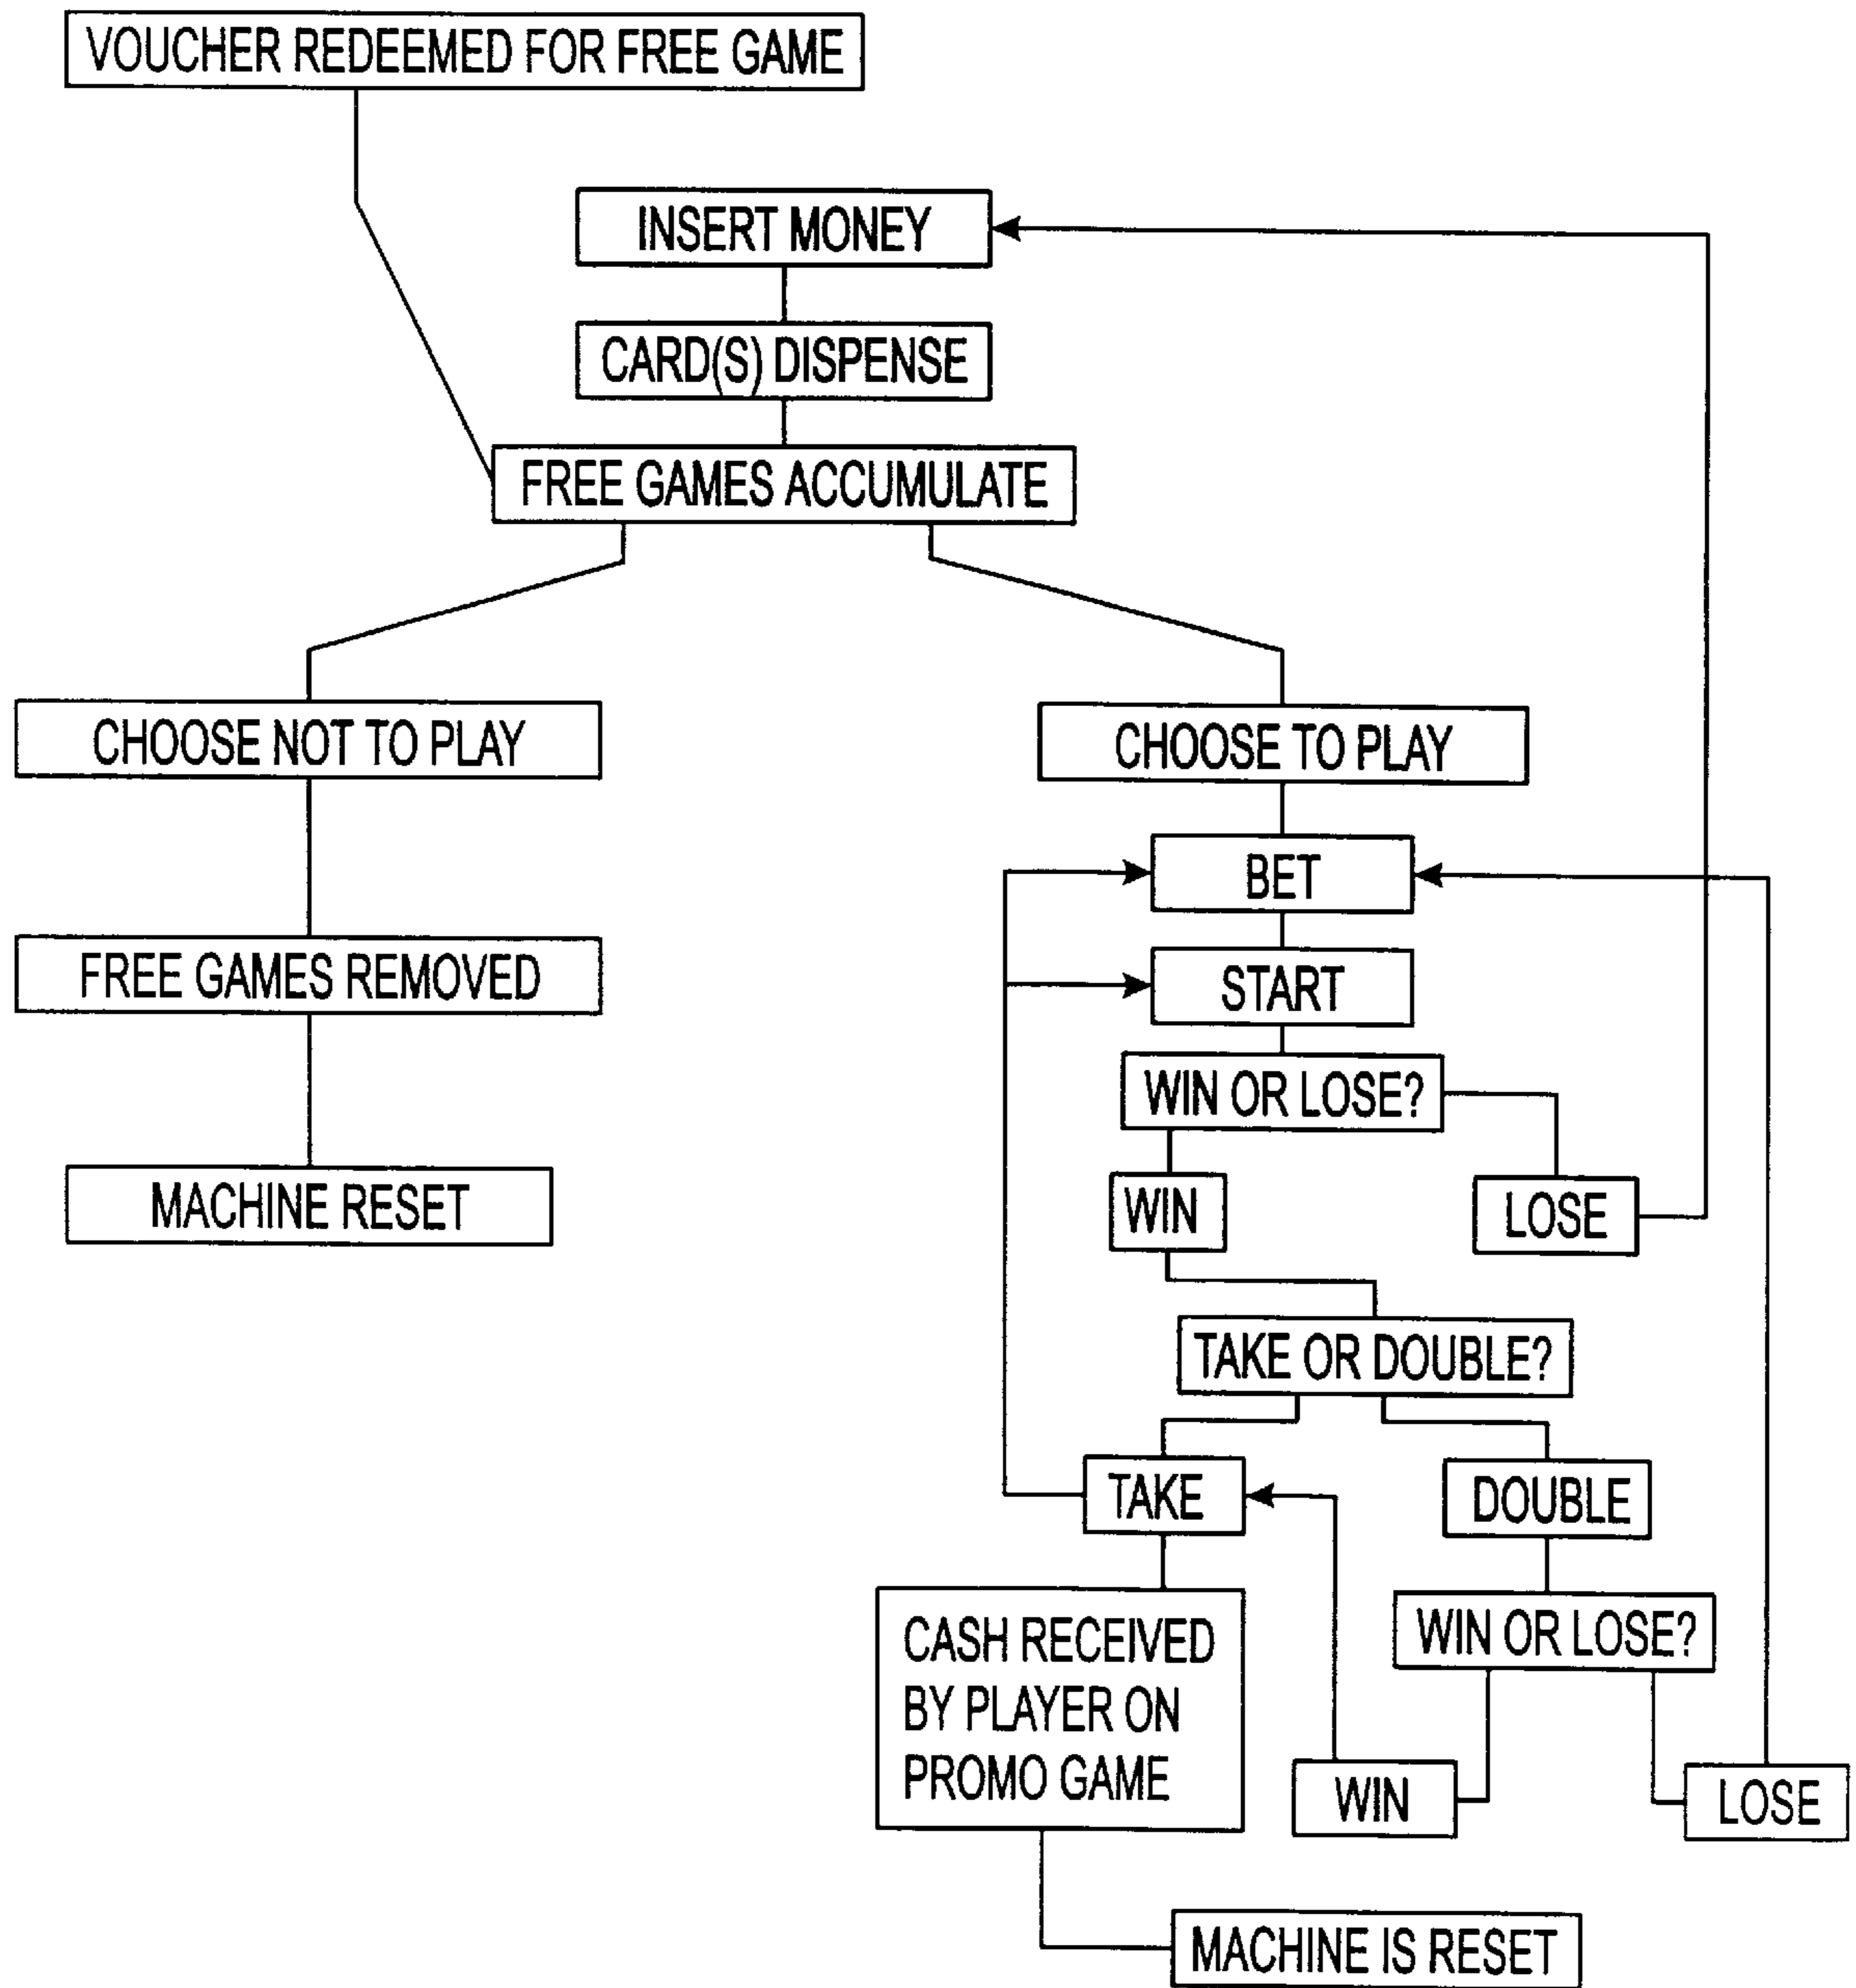 VOUCHER REDEEMED FOR FREE GAME
INSERT MONEY
CARD(S) DISPENSE
FREE GAMES ACCUMULATE
CHOOSE NOT TO PLAY
CHOOSE TO PLAY
BET
FREE GAMES REMOVED
START
WIN OR LOSE?
MACHINE RESET
WIN
LOSE
TAKE OR DOUBLE?
TAKE
DOUBLE
CASH RECEIVED
BY PLAYER ON
PROMO GAME
WIN OR LOSE?
WIN
LOSE
MACHINE IS RESET